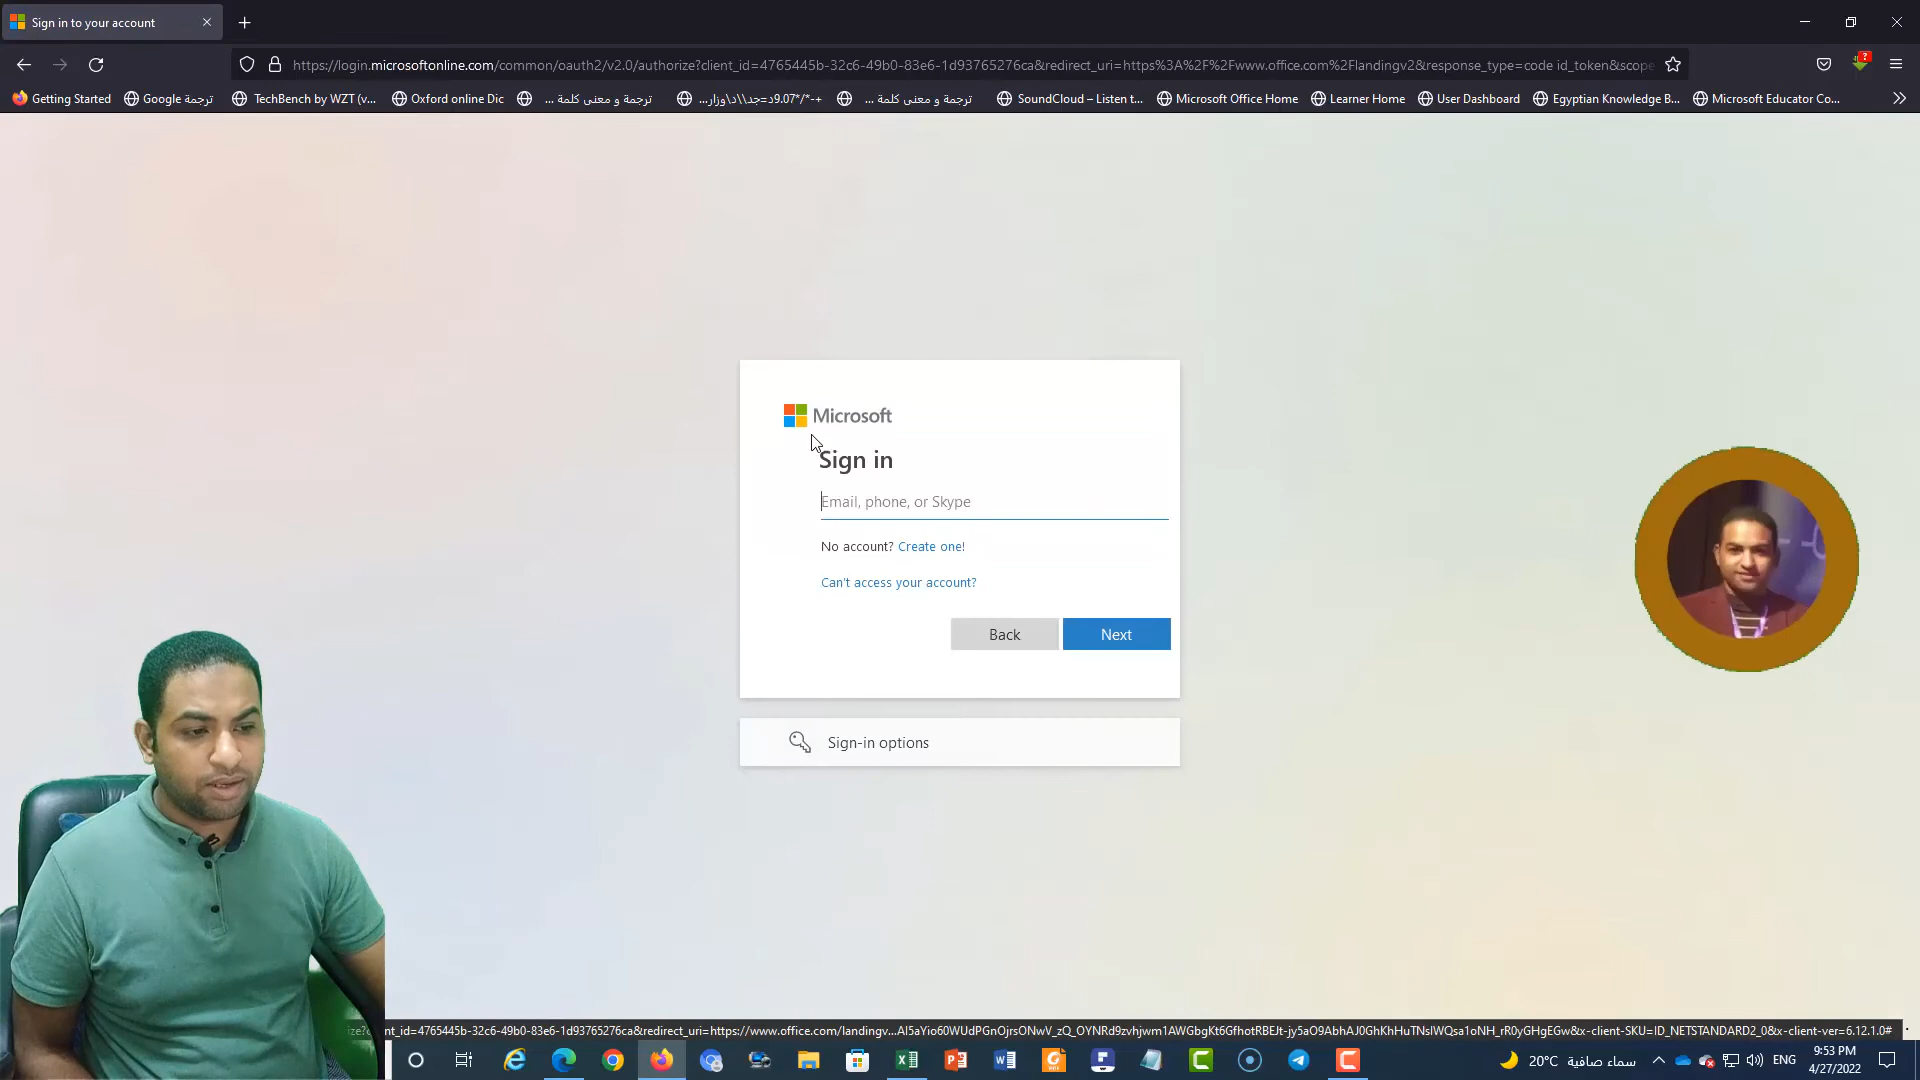 Sign in to your account
https://login.microsoftonline.com/common/oauth2/v2.0/authorize?client_id=4765445b-32c6-49b0-83e6-1d93765276ca&redirect_uri=https%3A%2F%2Fwww.office.com%2Flandingv2&response_type=code id_token&scope
Getting Started
ترجمة Google
TechBench by WZT (v...
Oxford online Dic
ترجمة و معنى كلمة ...
ترجمة و معنى كلمة ...
SoundCloud – Listen t...
Microsoft Office Home
Learner Home
User Dashboard
Egyptian Knowledge B...
Microsoft Educator Co...
Microsoft
Sign in
Email, phone, or Skype
No account? Create one!
Can't access your account?
Back
Next
Sign-in options
20°C سماء صافية
ENG
9:53 PM
4/27/2022